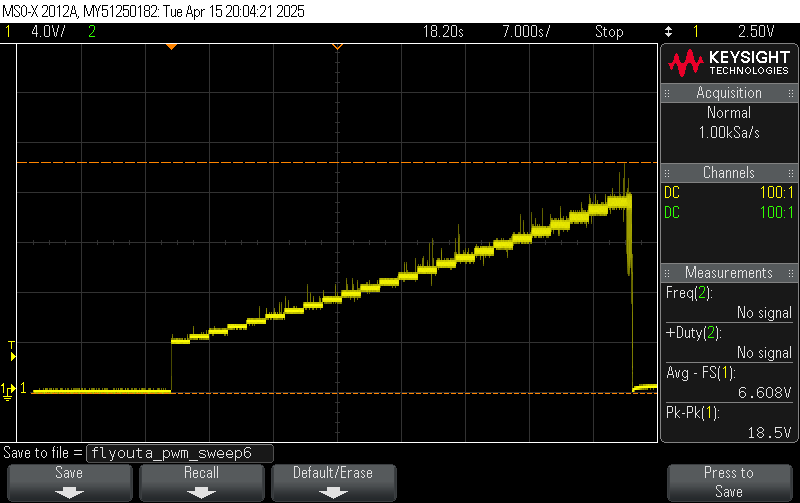 MSO-X 2012A, MY51250182: Tue Apr 15 20:04:21 2025
1 4.0V/ 2 18.20s 7.000s/ Stop 1 2.50V
KEYSIGHT
TECHNOLOGIES
Acquisition
Normal
1.00kSa/s
Channels
DC 100:1
DC 100:1
Measurements
Freq(2):
No signal
+Duty(2):
No signal
Avg - FS(1):
6.608V
Pk-Pk(1):
18.5V
T
1 1
Save to file = flyouta_pwm_sweep6
Save Recall Default/Erase Press to
Save